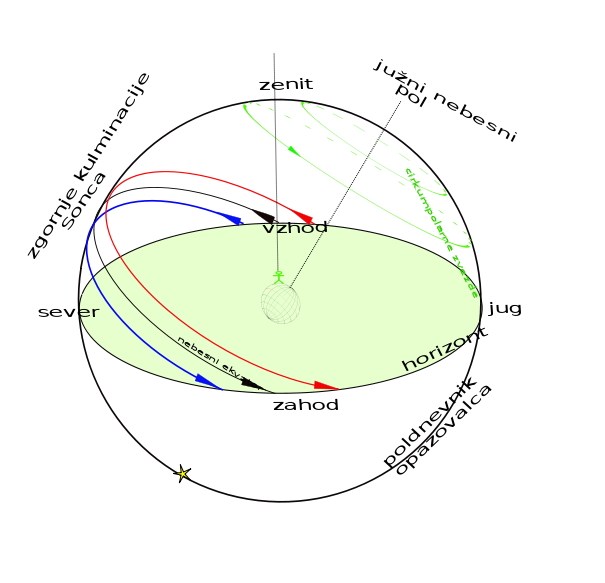 zenit
južni nebesni
pol
zgornje kulminacije
Sonca
cirkumpolarne zvezde
vzhod
sever
jug
nebesni ekv
horizont
zahod
poldnevnik
opazovalca